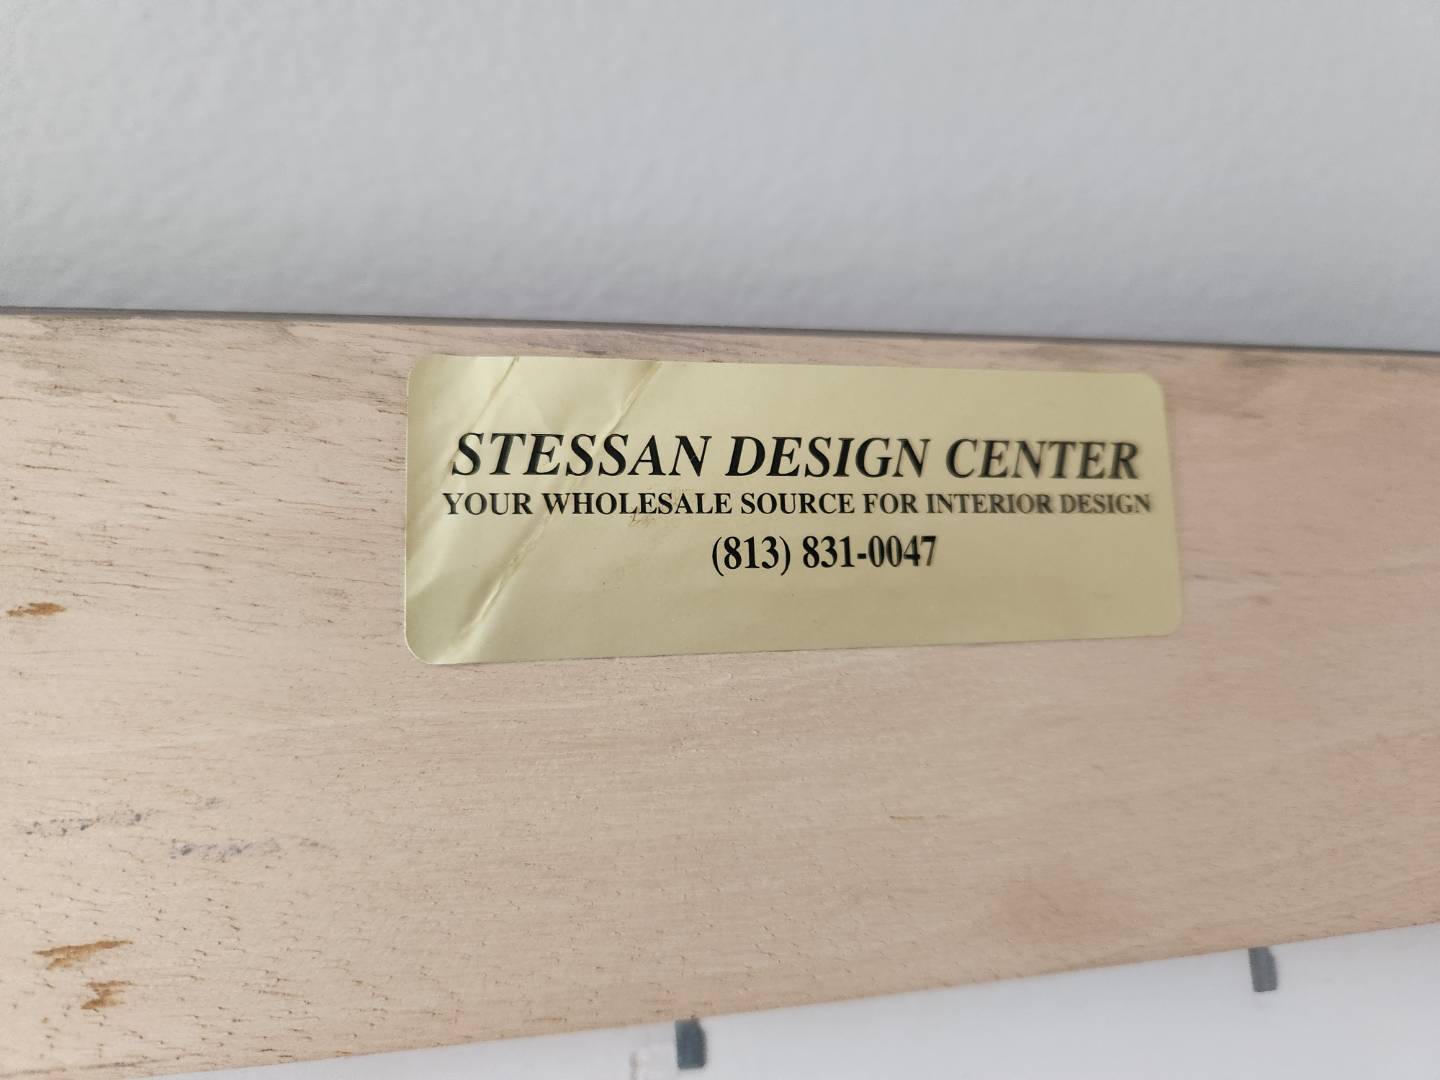 STESSAN DESIGN CENTER
YOUR WHOLESALE SOURCE FOR INTERIOR DESIGN
(813) 831-0047